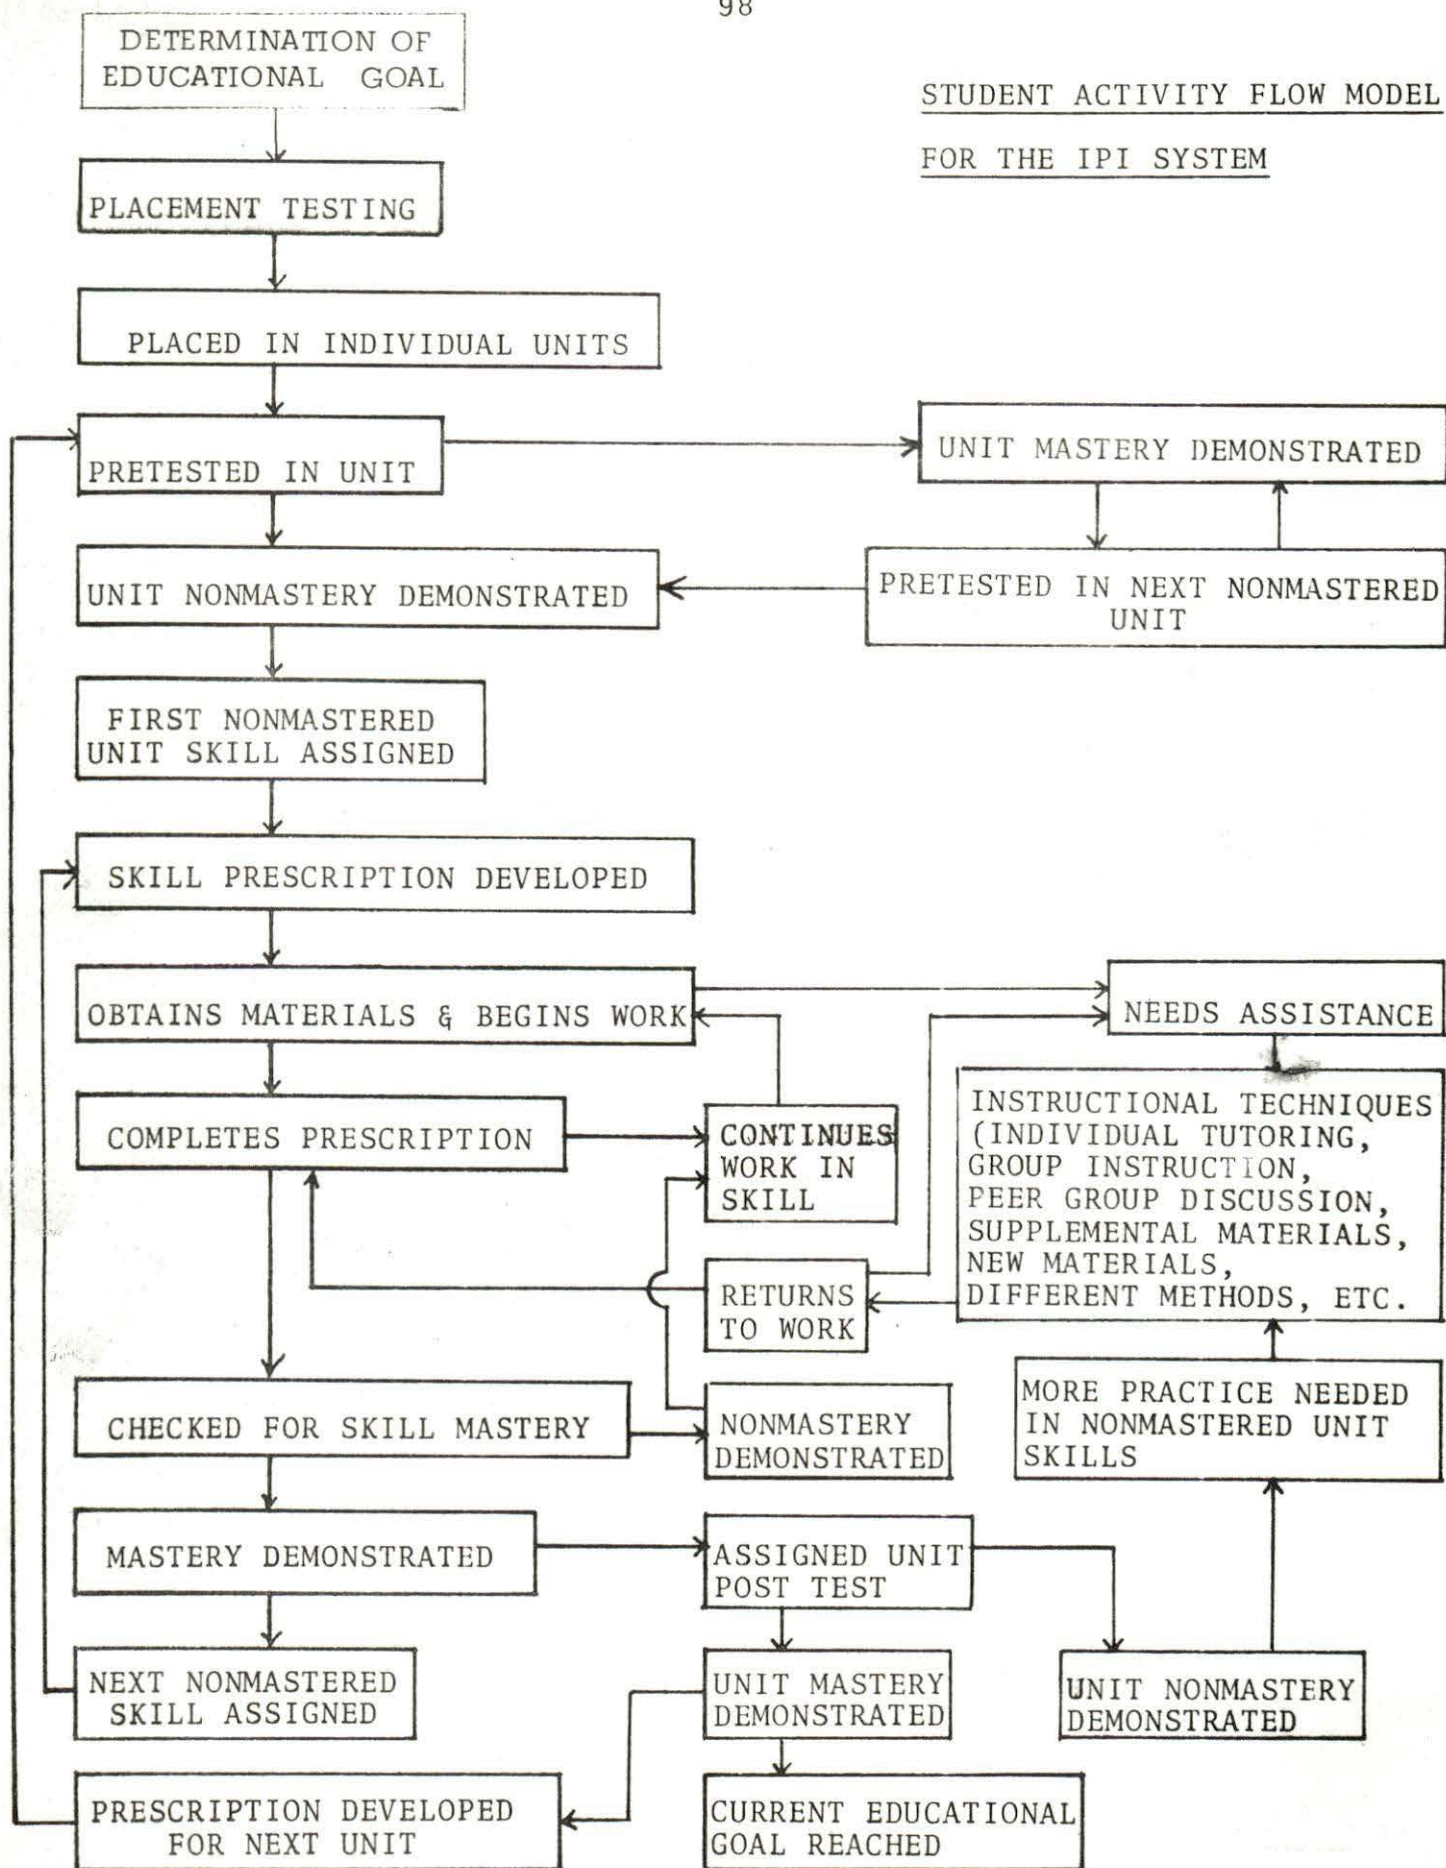 98
DETERMINATION OF
EDUCATIONAL GOAL
STUDENT ACTIVITY FLOW MODEL
FOR THE IPI SYSTEM
PLACEMENT TESTING
PLACED IN INDIVIDUAL UNITS
PRETESTED IN UNIT
UNIT MASTERY DEMONSTRATED
UNIT NONMASTERY DEMONSTRATED
PRETESTED IN NEXT NONMASTERED
UNIT
FIRST NONMASTERED
UNIT SKILL ASSIGNED
SKILL PRESCRIPTION DEVELOPED
OBTAINS MATERIALS & BEGINS WORK
NEEDS ASSISTANCE
COMPLETES PRESCRIPTION
CONTINUES
WORK IN
SKILL
INSTRUCTIONAL TECHNIQUES
(INDIVIDUAL TUTORING,
GROUP INSTRUCTION,
PEER GROUP DISCUSSION,
SUPPLEMENTAL MATERIALS,
NEW MATERIALS,
DIFFERENT METHODS, ETC.
RETURNS
TO WORK
MORE PRACTICE NEEDED
IN NONMASTERED UNIT
SKILLS
CHECKED FOR SKILL MASTERY
NONMASTERY
DEMONSTRATED
MASTERY DEMONSTRATED
ASSIGNED UNIT
POST TEST
NEXT NONMASTERED
SKILL ASSIGNED
UNIT MASTERY
DEMONSTRATED
UNIT NONMASTERY
DEMONSTRATED
PRESCRIPTION DEVELOPED
FOR NEXT UNIT
CURRENT EDUCATIONAL
GOAL REACHED